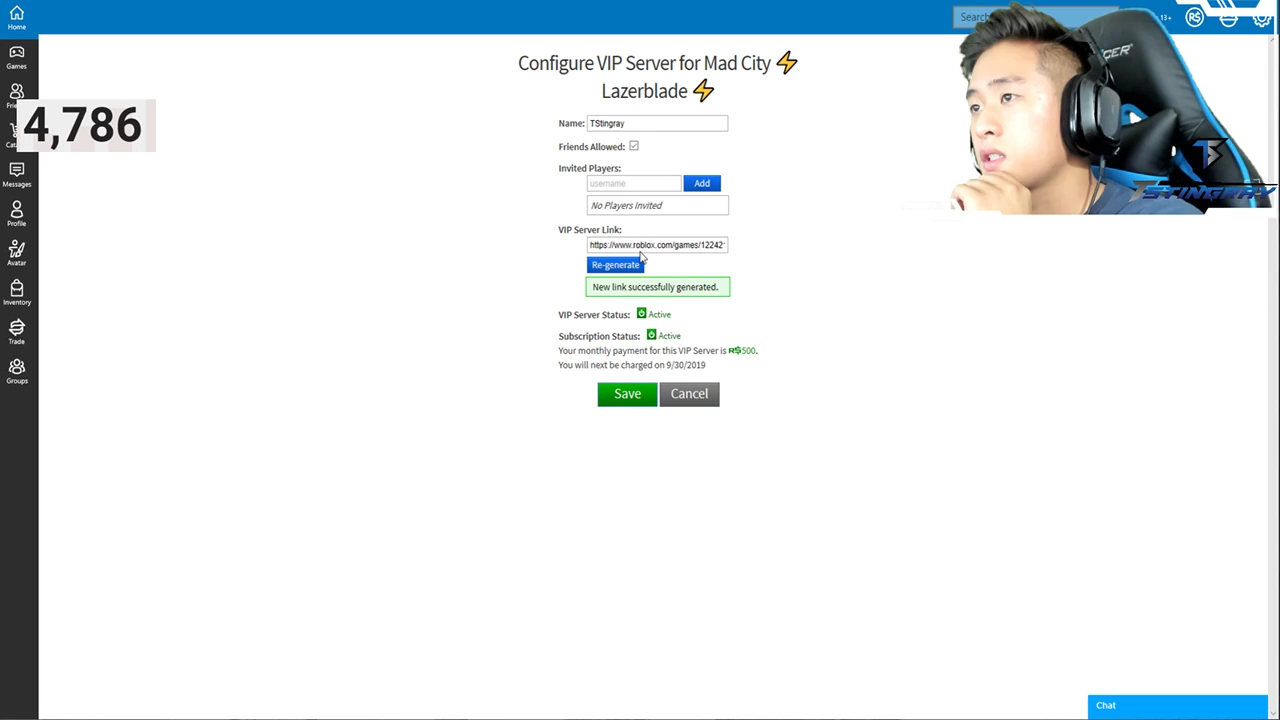 Home
Search
13+
Configure VIP Server for Mad City ⚡
Lazerblade ⚡
Games
4,786
Name: TStingray
Friends Allowed:
Invited Players:
username Add
No Players Invited
Messages
Profile
VIP Server Link:
https://www.roblox.com/games/12242
Re-generate
New link successfully generated.
Avatar
Inventory
Trade
Groups
VIP Server Status: Active
Subscription Status: Active
Your monthly payment for this VIP Server is R$500.
You will next be charged on 9/30/2019
Save Cancel
TSTINGRAY
Chat